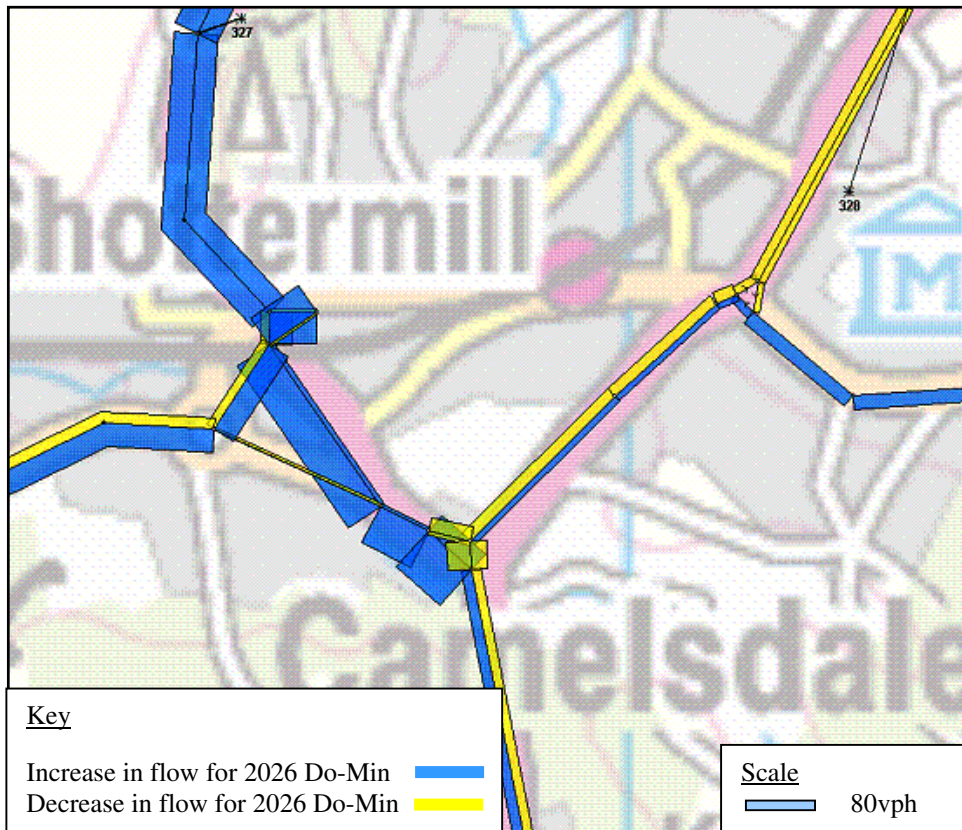 327
Shottermill
328
M
Camelsdale
Key
Increase in flow for 2026 Do-Min
Decrease in flow for 2026 Do-Min
Scale
80vph